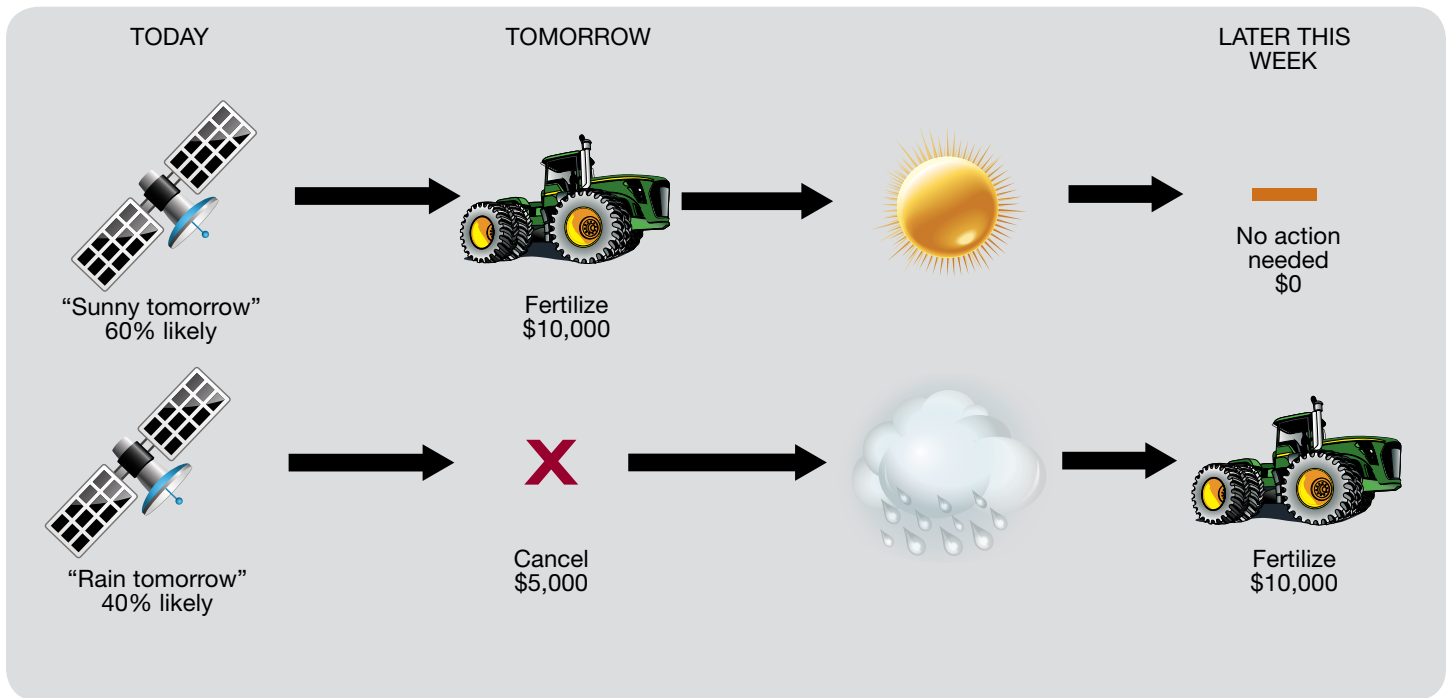 TODAY
TOMORROW
LATER THIS
WEEK
“Sunny tomorrow”
60% likely
Fertilize
$10,000
No action
needed
$0
“Rain tomorrow”
40% likely
Cancel
$5,000
Fertilize
$10,000